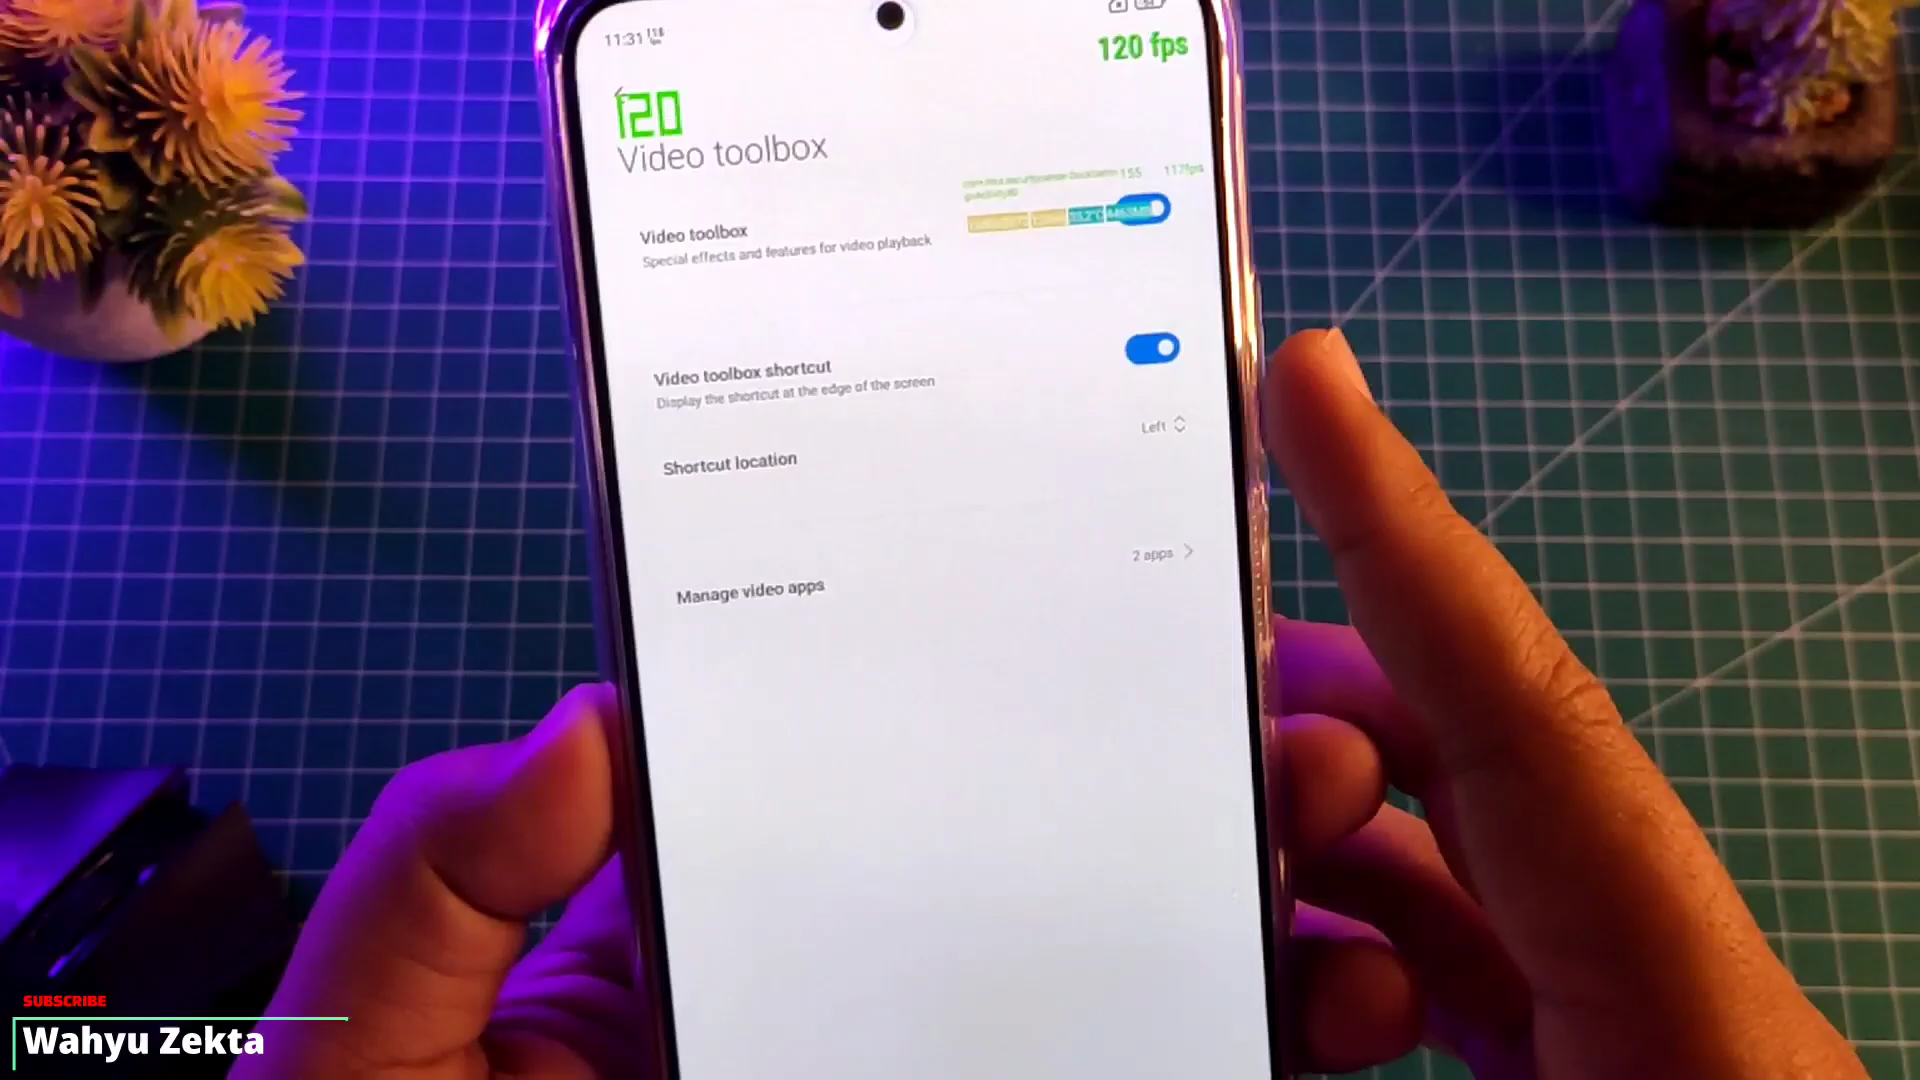 11:31
120 fps
120
Video toolbox
155 117fps
Video toolbox
Special effects and features for video playback
Video toolbox shortcut
Display the shortcut at the edge of the screen
Left
Shortcut location
2 apps
Manage video apps
SUBSCRIBE
Wahyu Zekta